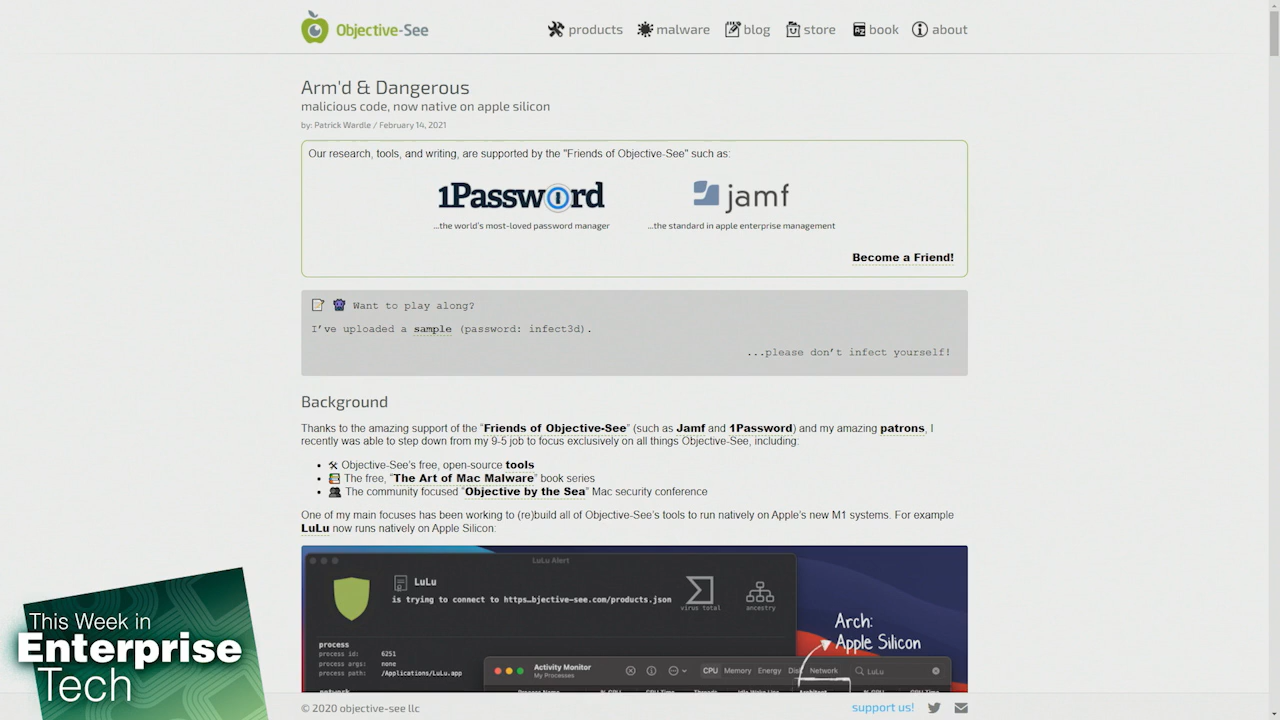 Objective-See
products malware blog store book about
Arm'd & Dangerous
malicious code, now native on apple silicon
by: Patrick Wardle / February 14, 2021
Our research, tools, and writing, are supported by the "Friends of Objective-See" such as:
1Password jamf
...the world's most-loved password manager ...the standard in apple enterprise management
Become a Friend!
Want to play along?
I've uploaded a sample (password: infect3d).
...please don't infect yourself!
Background
Thanks to the amazing support of the "Friends of Objective-See" (such as Jamf and 1Password) and my amazing patrons, I
recently was able to step down from my 9-5 job to focus exclusively on all things Objective-See, including:
• Objective-See's free, open-source tools
• The free, "The Art of Mac Malware" book series
• The community focused "Objective by the Sea" Mac security conference
One of my main focuses has been working to (re)build all of Objective-See's tools to run natively on Apple's new M1 systems. For example
LuLu now runs natively on Apple Silicon:
LuLu Alert
LuLu
is trying to connect to https…bjective-see.com/products.json
virus total ancestry
Arch:
Apple Silicon
process
process id: 6251
process args: none
process path: /Applications/LuLu.app
Activity Monitor
My Processes
CPU Memory Energy Disk Network LuLu
This Week in
Enterprise
Tech
© 2020 objective-see llc
support us!